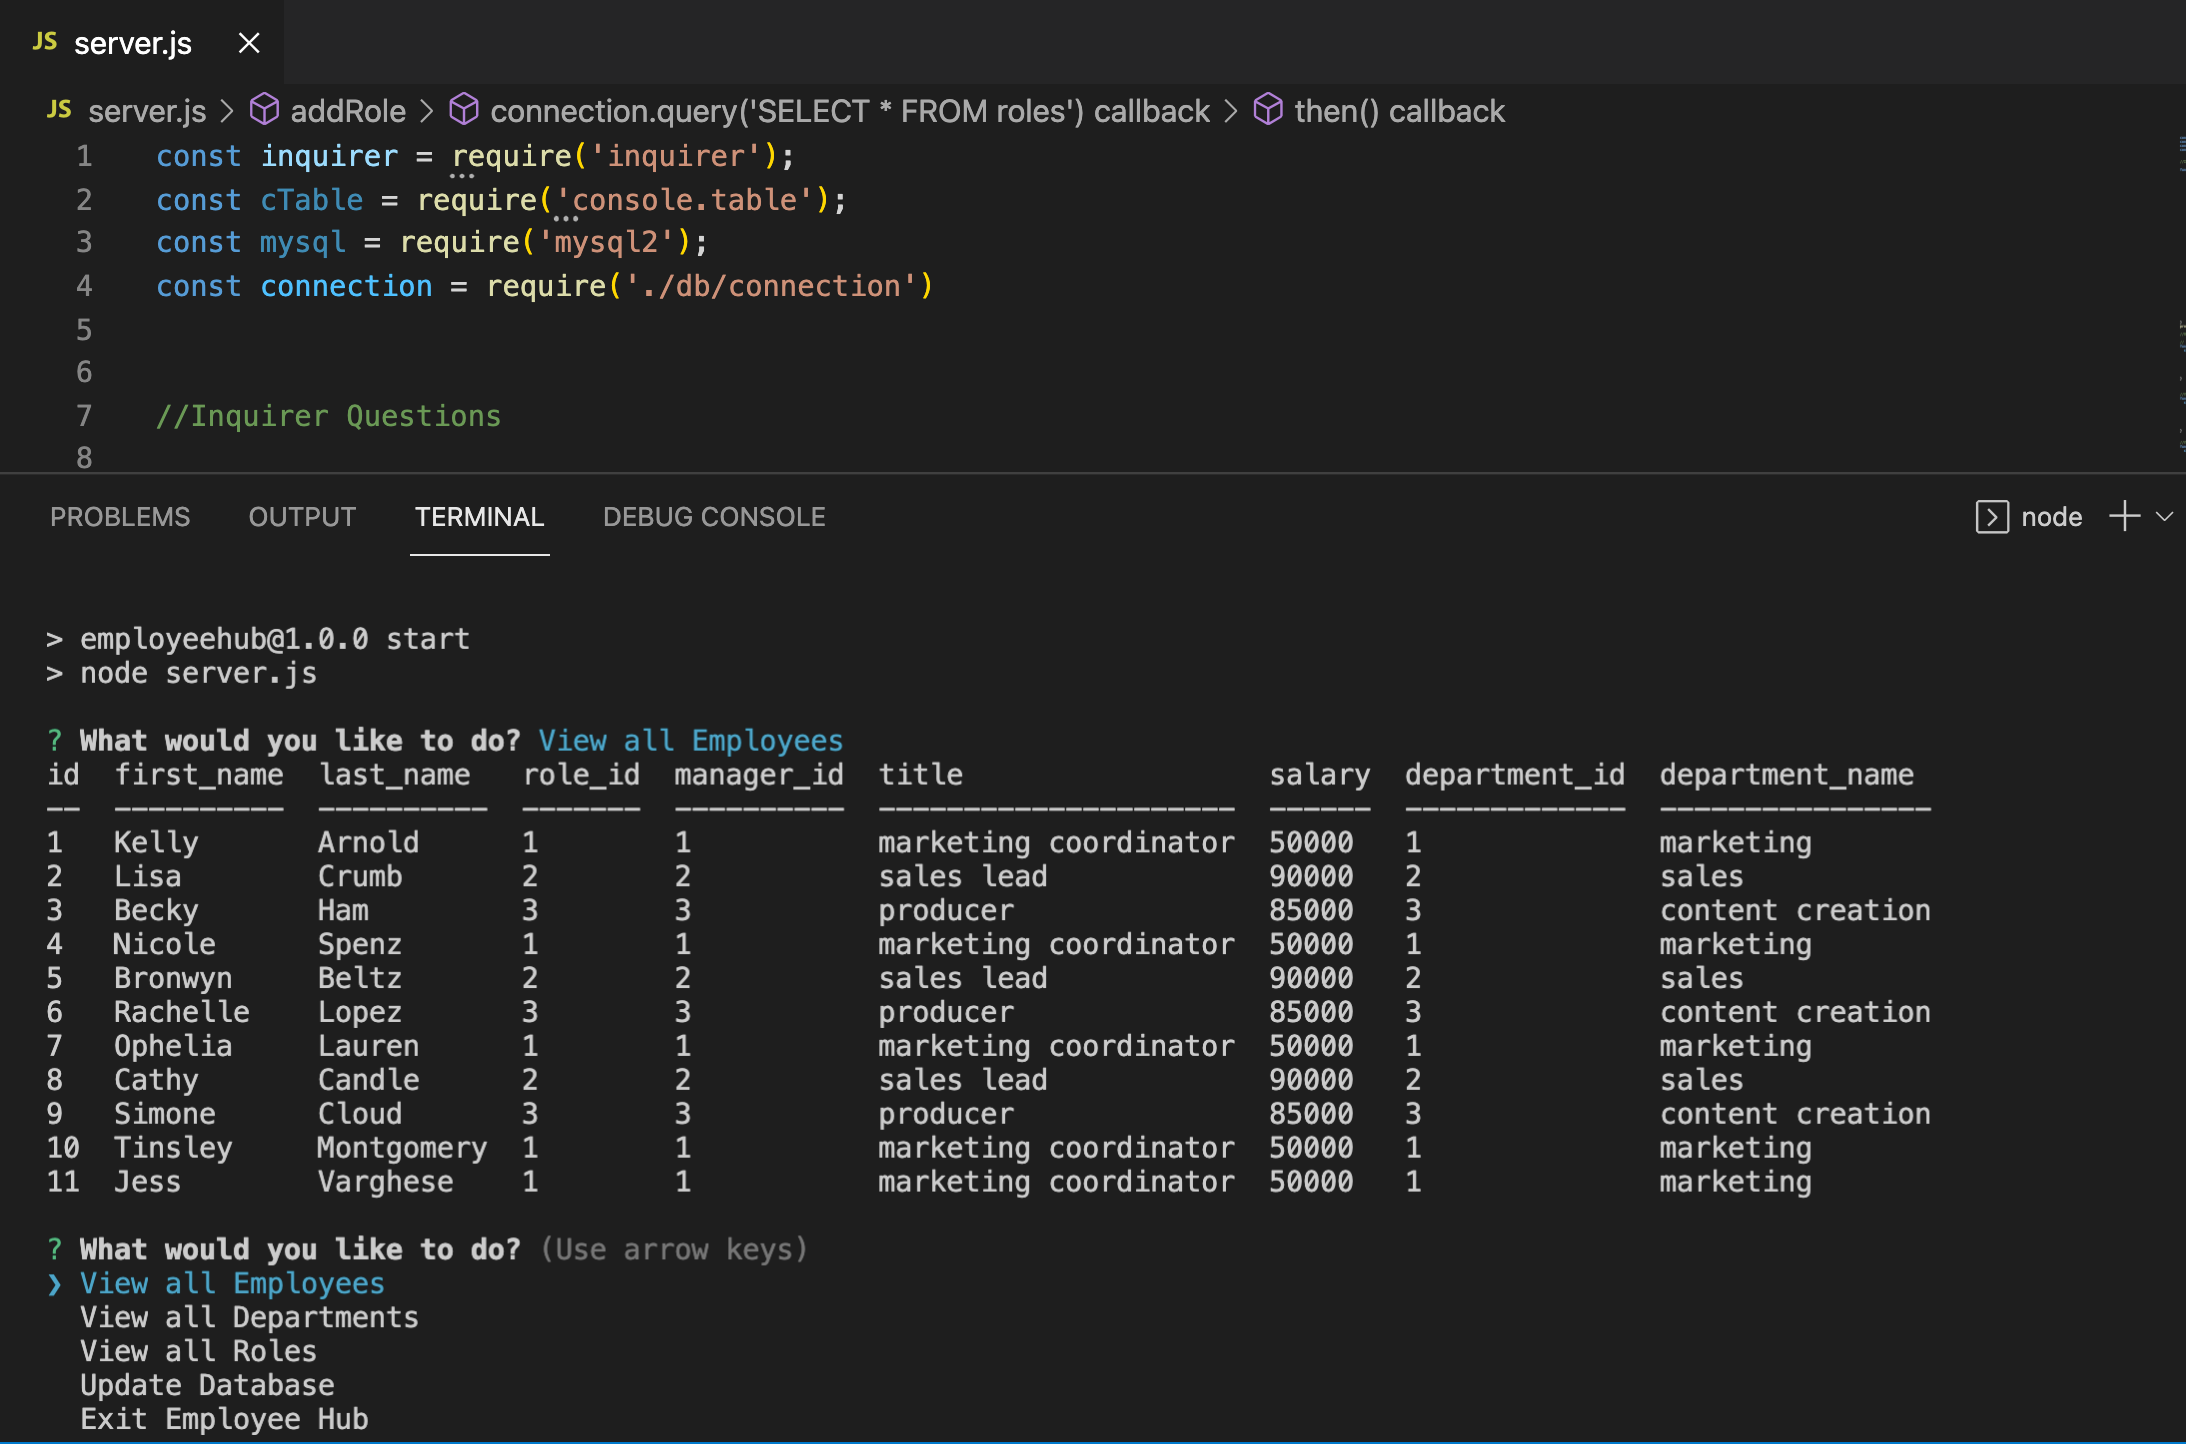 JS server.js ×
JS server.js > addRole > connection.query('SELECT * FROM roles') callback > then() callback
1 const inquirer = require('inquirer');
2 const cTable = require('console.table');
3 const mysql = require('mysql2');
4 const connection = require('./db/connection')
5
6
7 //Inquirer Questions
8
PROBLEMS OUTPUT TERMINAL DEBUG CONSOLE node
> employeehub@1.0.0 start
> node server.js
? What would you like to do? View all Employees
id first_name last_name role_id manager_id title salary department_id department_name
-- ---------- ---------- ------- ---------- --------------------- ------ ------------- ----------------
1 Kelly Arnold 1 1 marketing coordinator 50000 1 marketing
2 Lisa Crumb 2 2 sales lead 90000 2 sales
3 Becky Ham 3 3 producer 85000 3 content creation
4 Nicole Spenz 1 1 marketing coordinator 50000 1 marketing
5 Bronwyn Beltz 2 2 sales lead 90000 2 sales
6 Rachelle Lopez 3 3 producer 85000 3 content creation
7 Ophelia Lauren 1 1 marketing coordinator 50000 1 marketing
8 Cathy Candle 2 2 sales lead 90000 2 sales
9 Simone Cloud 3 3 producer 85000 3 content creation
10 Tinsley Montgomery 1 1 marketing coordinator 50000 1 marketing
11 Jess Varghese 1 1 marketing coordinator 50000 1 marketing
? What would you like to do? (Use arrow keys)
❯ View all Employees
View all Departments
View all Roles
Update Database
Exit Employee Hub